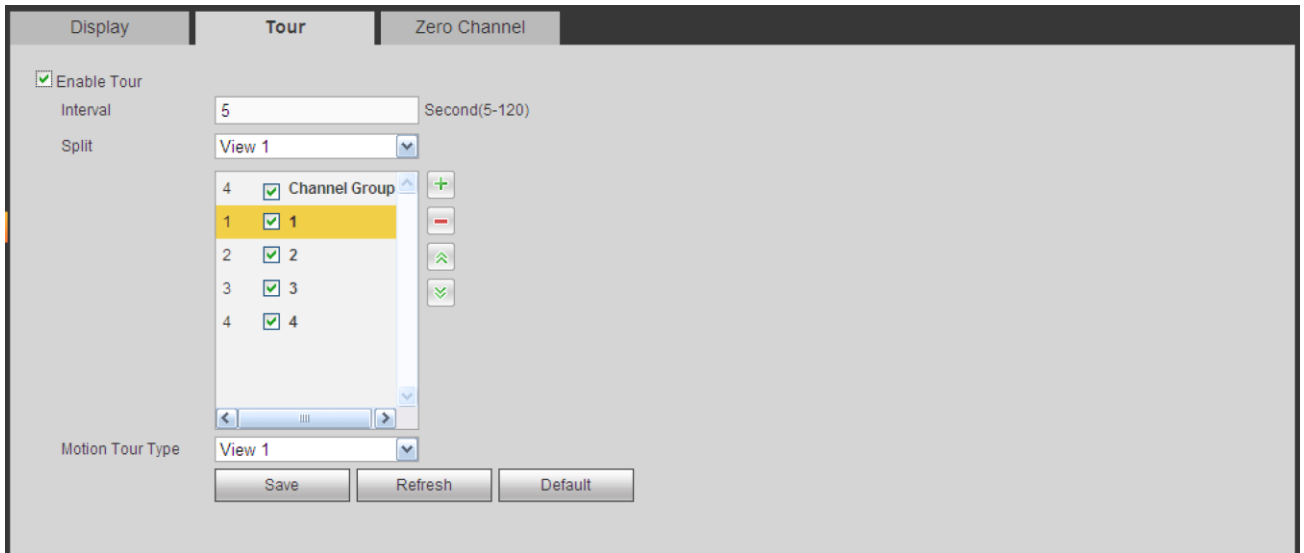 Display Tour Zero Channel
Enable Tour
Interval 5 Second(5-120)
Split View 1
4 Channel Group
1 1
2 2
3 3
4 4
Motion Tour Type View 1
Save Refresh Default